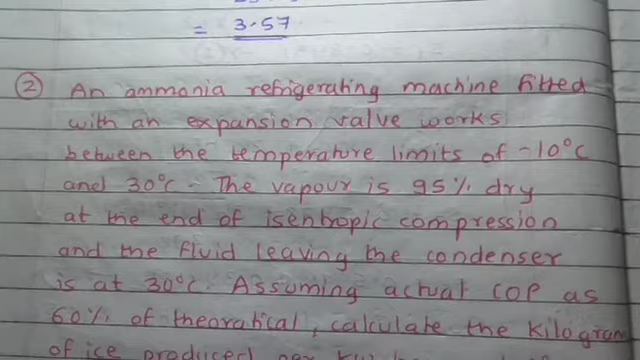 = 3.57
② An ammonia refrigerating machine fitted
with an expansion valve works
between the temperature limits of -10°C
and 30°C. The vapour is 95% dry
at the end of isentropic compression
and the fluid leaving the condenser
is at 30°C. Assuming actual COP as
60% of theoratical, calculate the kilogram
of ice produced per